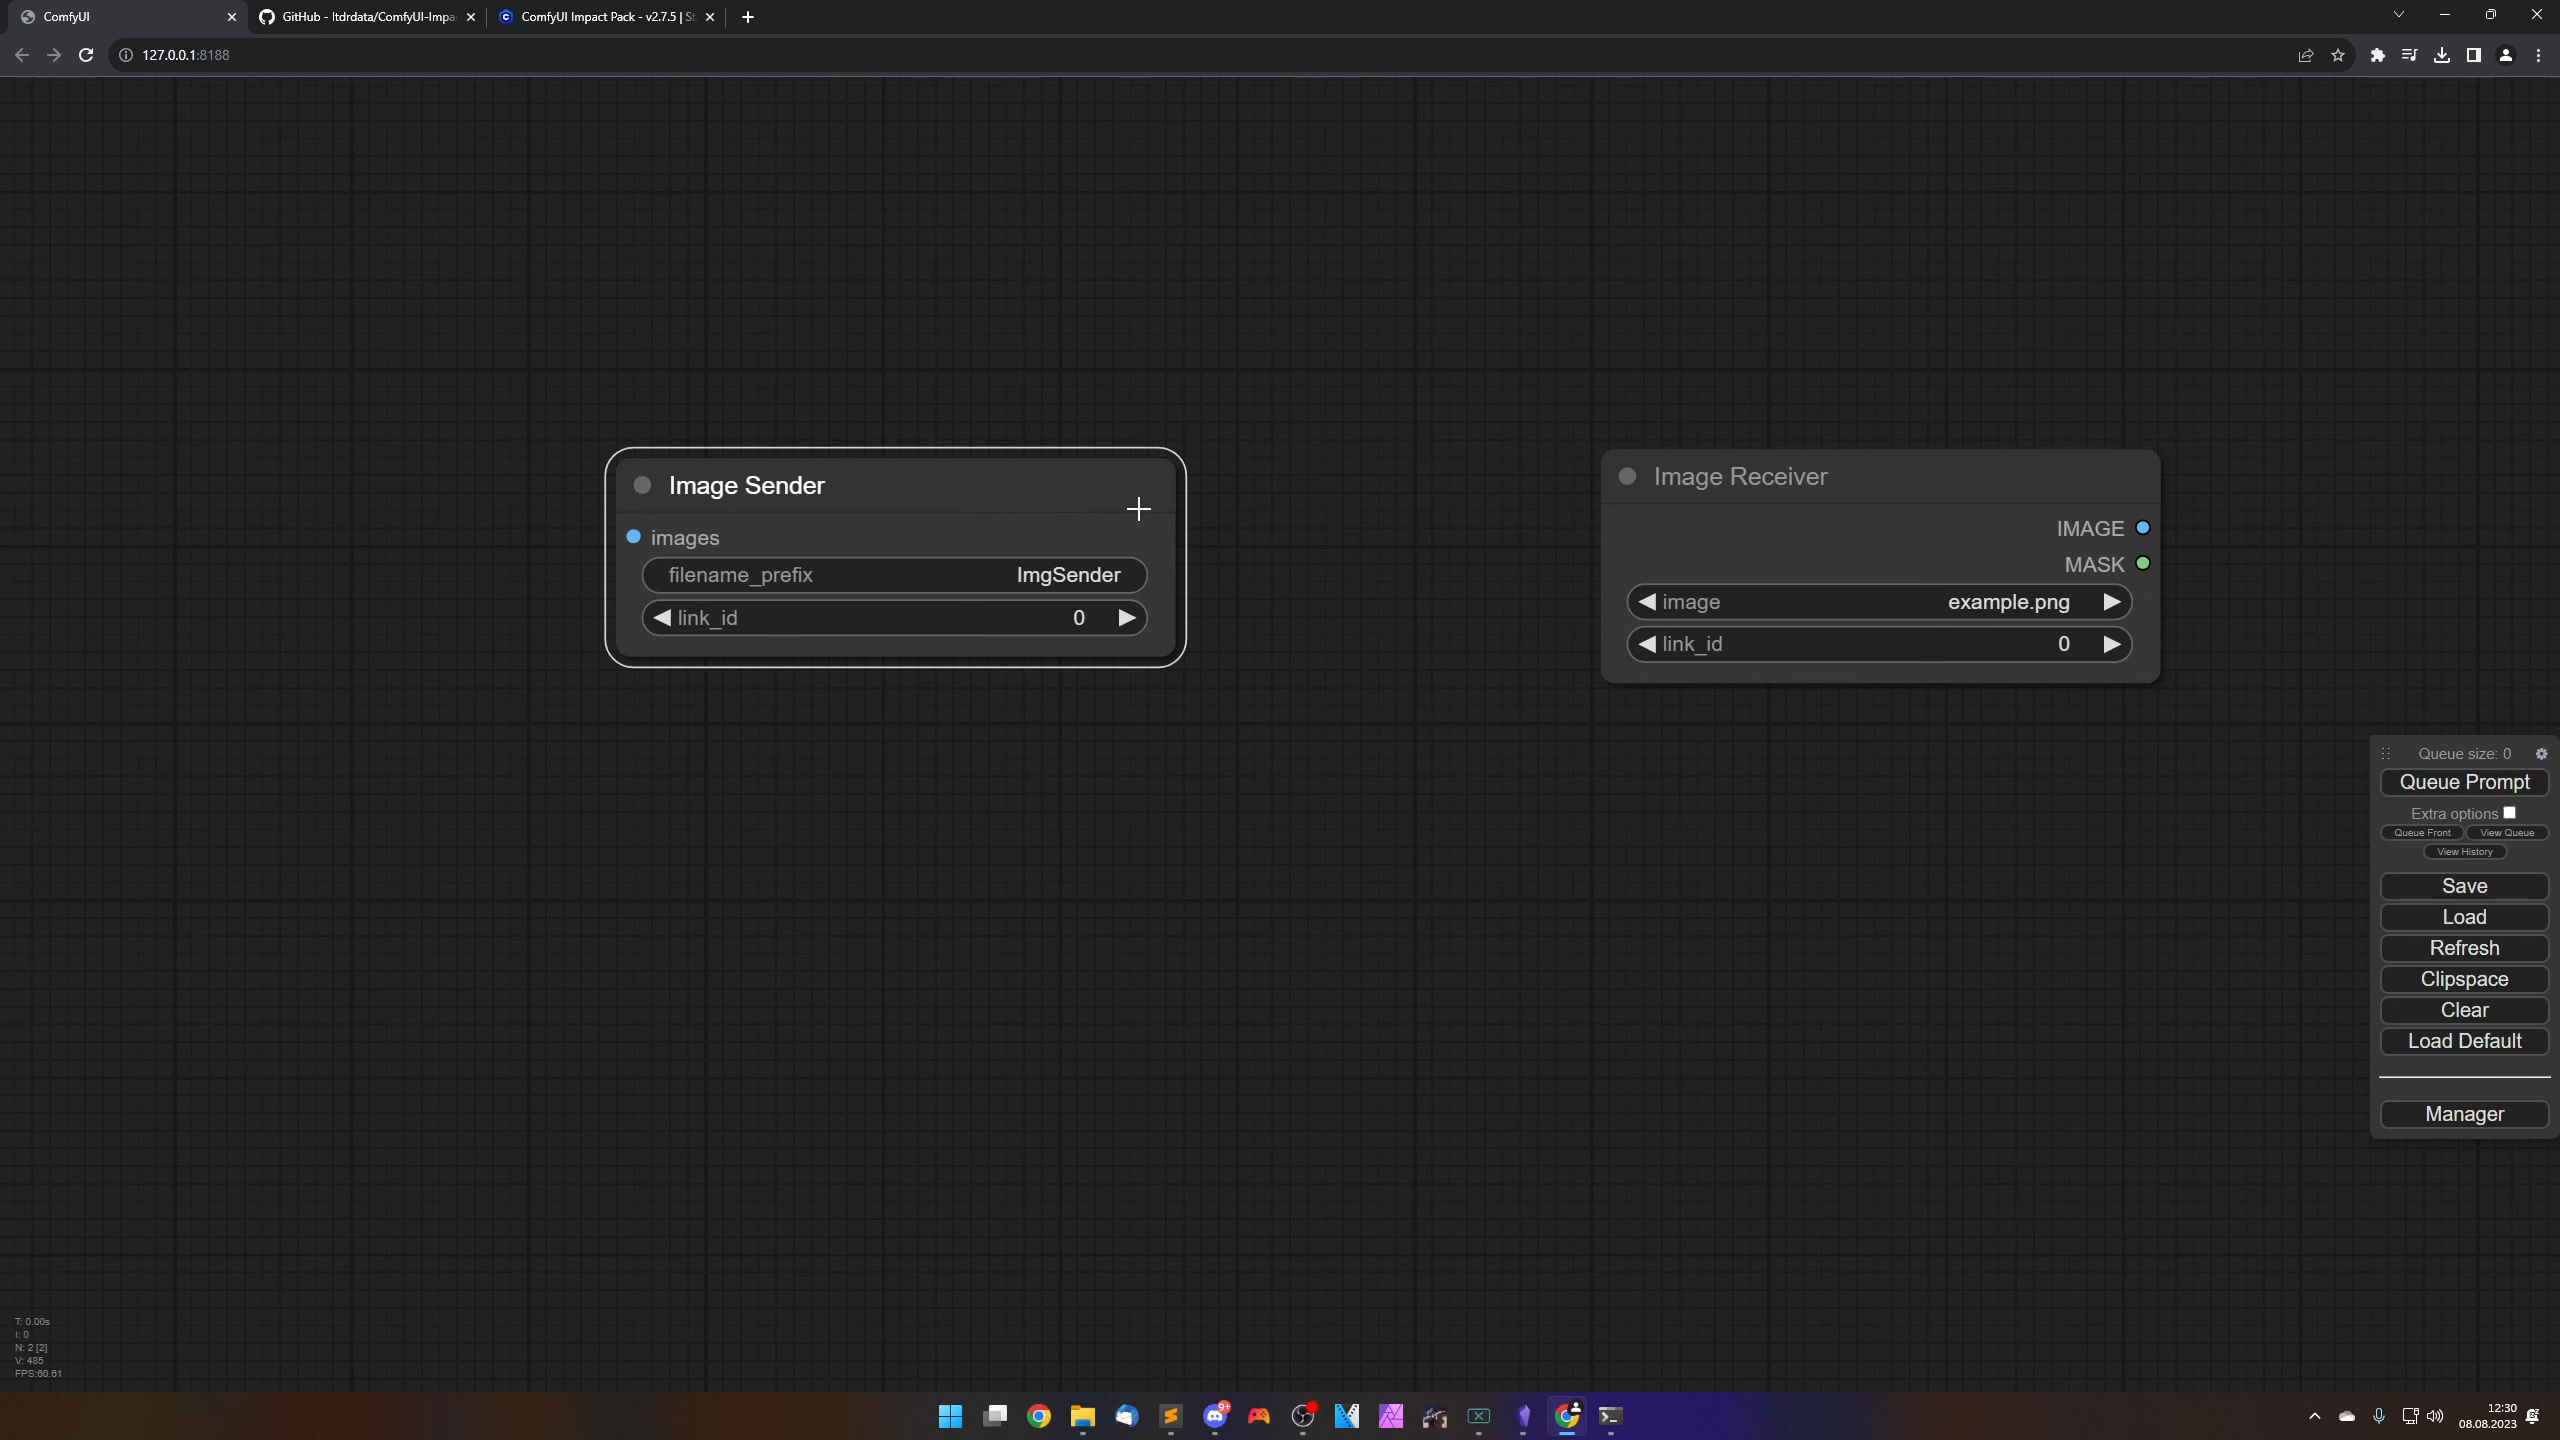 ComfyUI
GitHub - ltdrdata/ComfyUI-Impa
ComfyUI Impact Pack - v2.7.5 | St
127.0.0.1:8188
Image Sender
images
filename_prefix ImgSender
link_id 0
Image Receiver
IMAGE
MASK
image example.png
link_id 0
Queue size: 0
Queue Prompt
Extra options
Queue Front View Queue
View History
Save
Load
Refresh
Clipspace
Clear
Load Default
Manager
T: 0.00s
I: 0
N: 2 [2]
V: 485
FPS:60.61
9+
12:30
08.08.2023